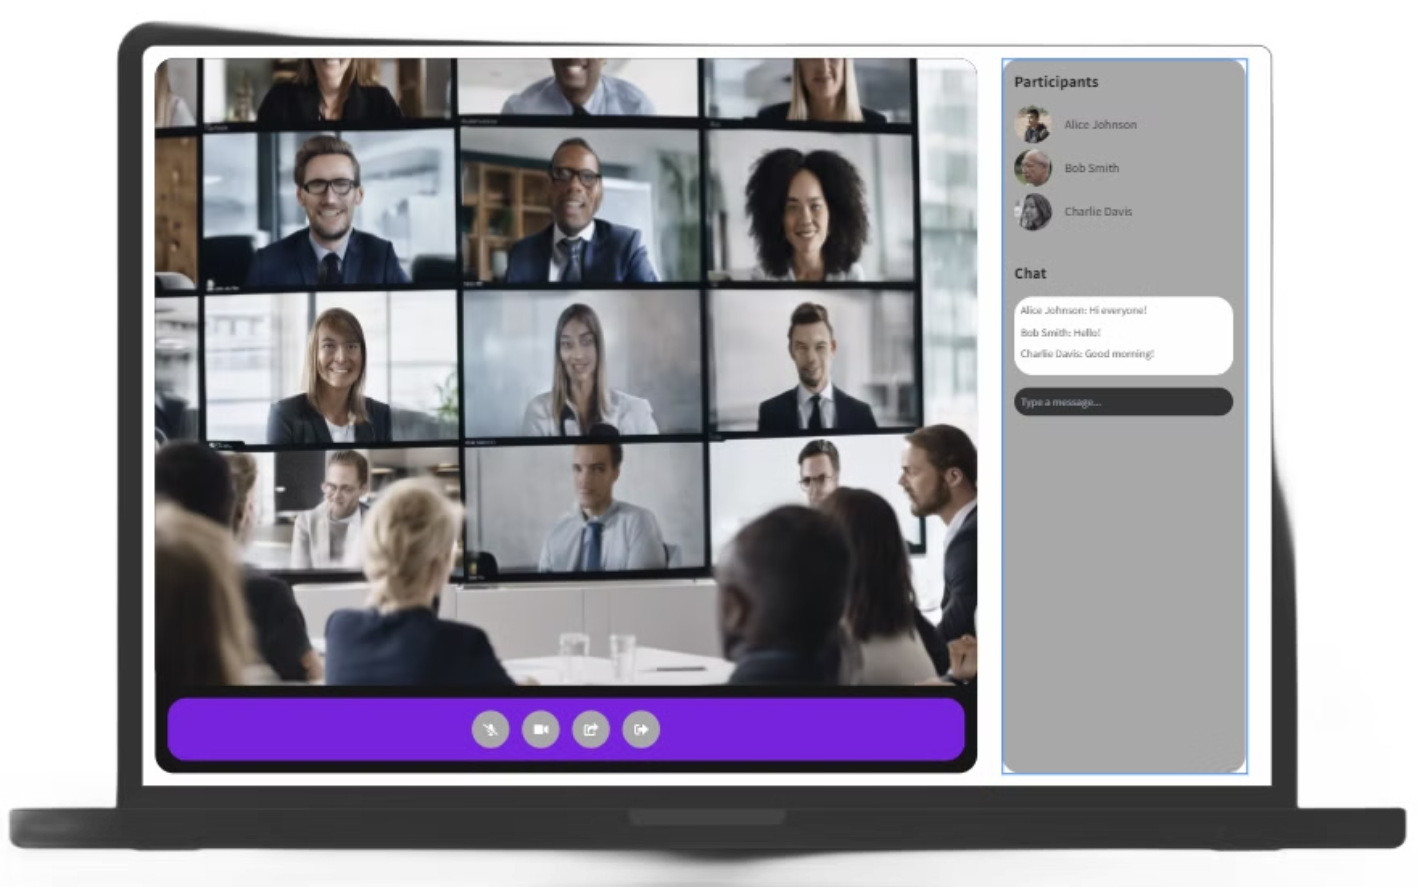 Participants
Alice Johnson
Bob Smith
Charlie Davis
Chat
Alice Johnson: Hi everyone!
Bob Smith: Hello!
Charlie Davis: Good morning!
Type a message...